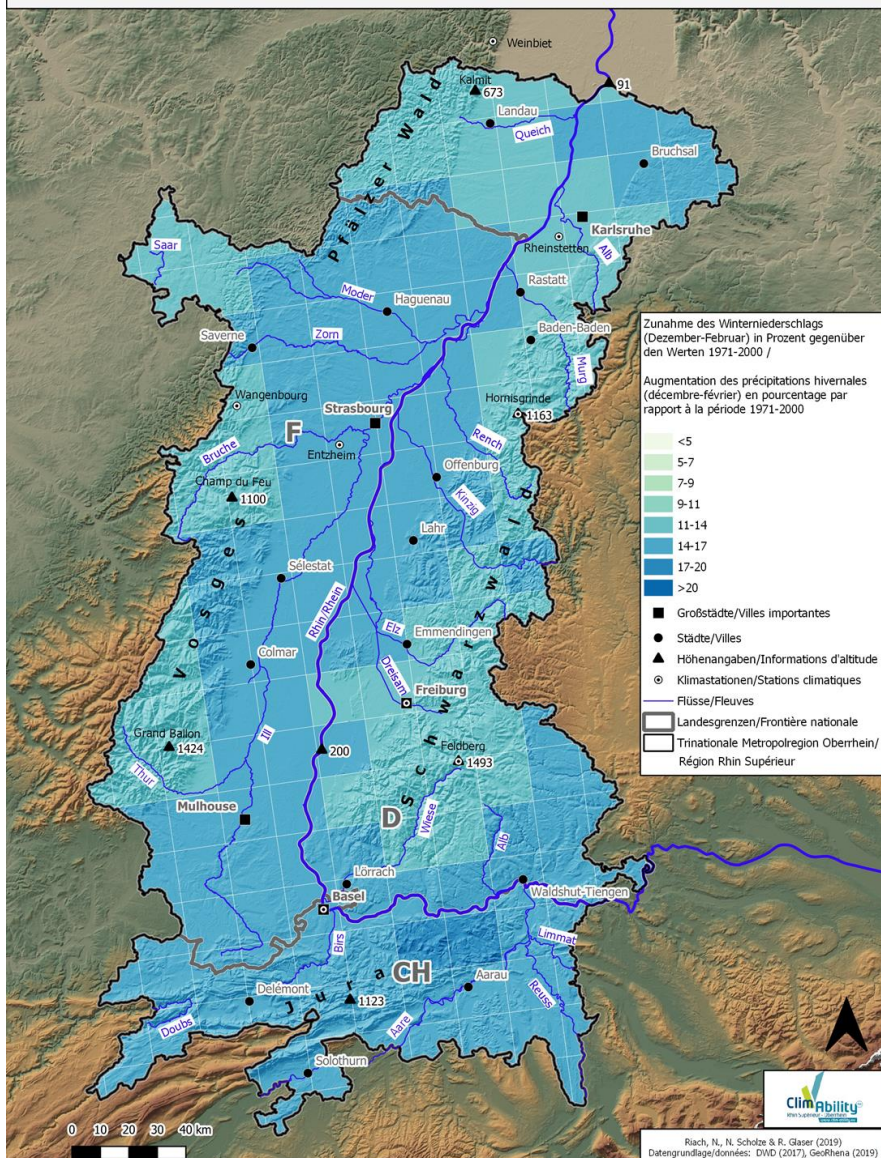 Weinbiet
Kalmit
673
91
Landau
Queich
Bruchsal
Pfälzer Wald
Karlsruhe
Rheinstetten
Alb
Saar
Moder
Haguenau
Rastatt
Zorn
Saverne
Baden-Baden
Murg
Wangenbourg
Strasbourg
Hornisgrinde
1163
F
Bruche
Entzheim
Rench
Offenburg
Champ du Feu
1100
Kinzig
Lahr
Vosges
Schwarzwald
Sélestat
Rhin/Rhein
Elz
Emmendingen
Colmar
Dreisam
Freiburg
Ill
Grand Ballon
1424
200
Feldberg
1493
Thur
Mulhouse
D
Wiese
Alb
Lörrach
Basel
Waldshut-Tiengen
Birs
Limmat
CH
Jura
Aarau
Delémont
1123
Reuss
Doubs
Aare
Solothurn
Zunahme des Winterniederschlags
(Dezember-Februar) in Prozent gegenüber
den Werten 1971-2000 /
Augmentation des précipitations hivernales
(décembre-février) en pourcentage par
rapport à la période 1971-2000
<5
5-7
7-9
9-11
11-14
14-17
17-20
>20
Großstädte/Villes importantes
Städte/Villes
Höhenangaben/Informations d'altitude
Klimastationen/Stations climatiques
Flüsse/Fleuves
Landesgrenzen/Frontière nationale
Trinationale Metropolregion Oberrhein/
Région Rhin Supérieur
0 10 20 30 40 km
ClimAbility
Rhin Supérieur - Oberrhein
Riach, N., N. Scholze & R. Glaser (2019)
Datengrundlage/données: DWD (2017), GeoRhena (2019)